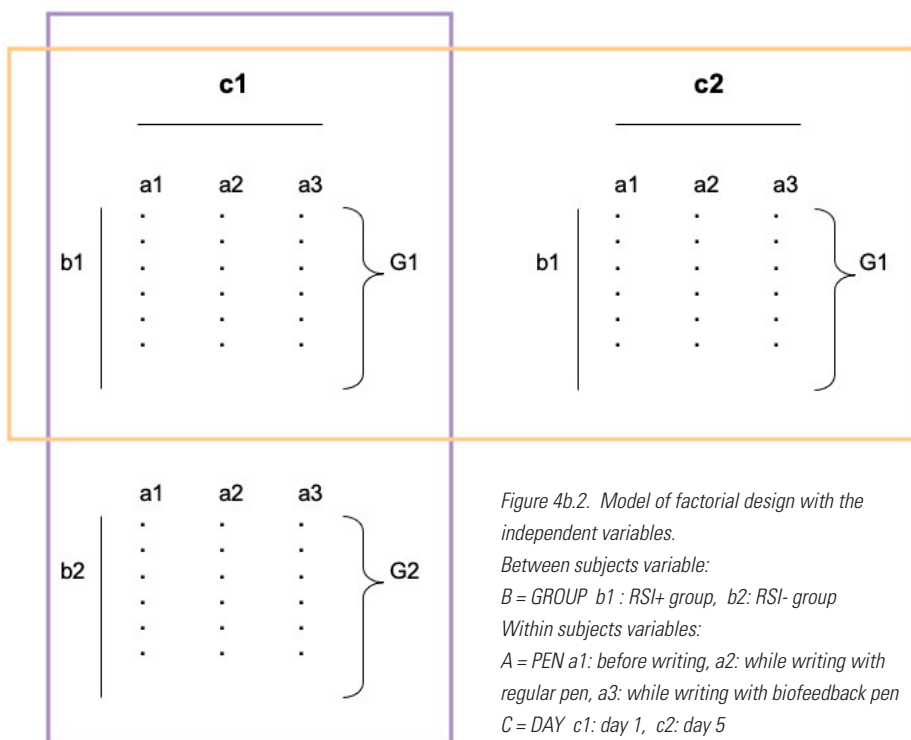 c1 c2
a1 a2 a3 a1 a2 a3
b1 G1 b1 G1
a1 a2 a3
b2 G2
Figure 4b.2. Model of factorial design with the
independent variables.
Between subjects variable:
B = GROUP b1 : RSI+ group, b2: RSI- group
Within subjects variables:
A = PEN a1: before writing, a2: while writing with
regular pen, a3: while writing with biofeedback pen
C = DAY c1: day 1, c2: day 5